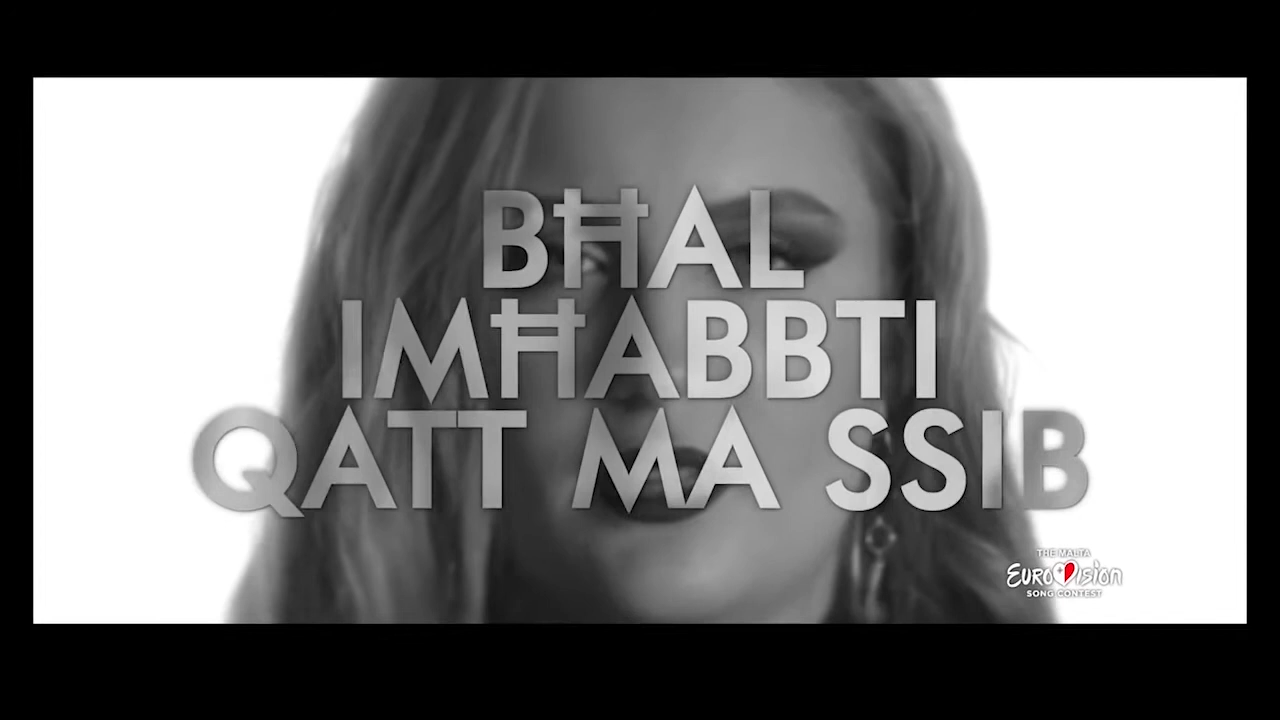 BĦAL
IMĦABBTI
QATT MA SSIB
THE MALTA
EUROVISION
SONG CONTEST